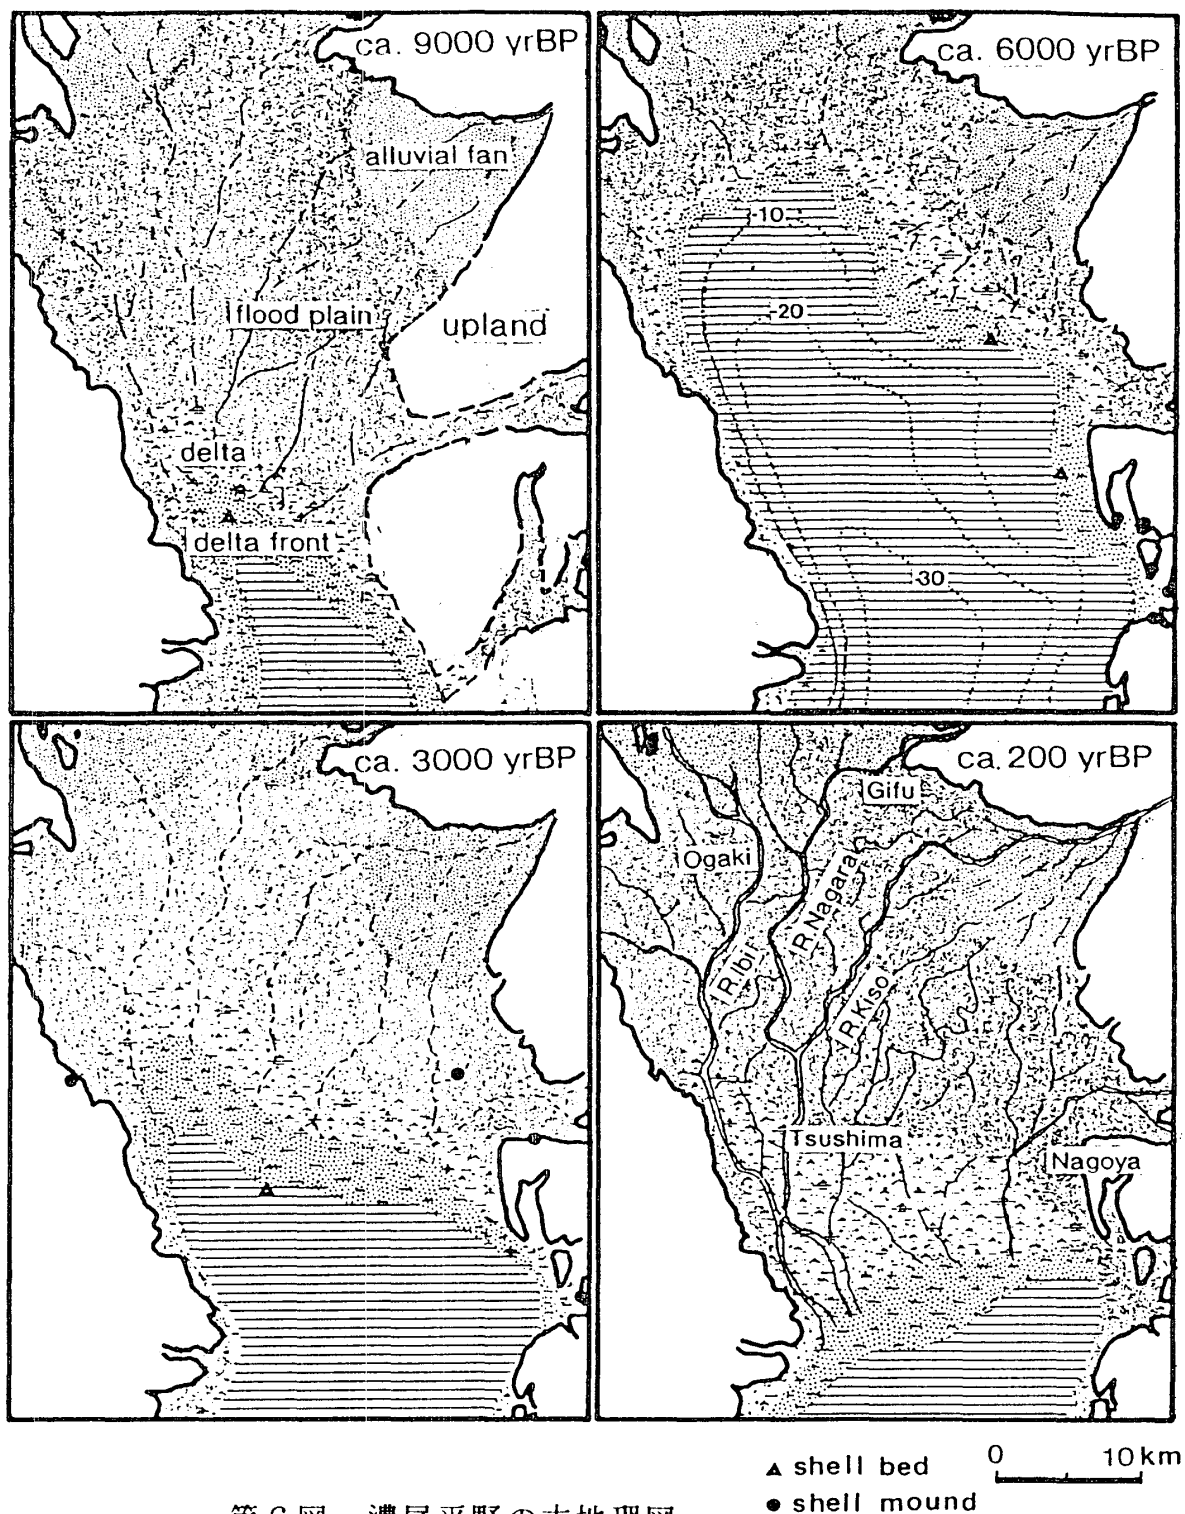 ca. 9000 yrBP
alluvial fan
flood plain
upland
delta
delta front
ca. 6000 yrBP
10
20
30
ca. 3000 yrBP
ca. 200 yrBP
Gifu
Ogaki
R Nagara
R Ibi
R Kiso
Tsushima
Nagoya
0 10 km
shell bed
shell mound
第6図 濃尾平野の古地理図